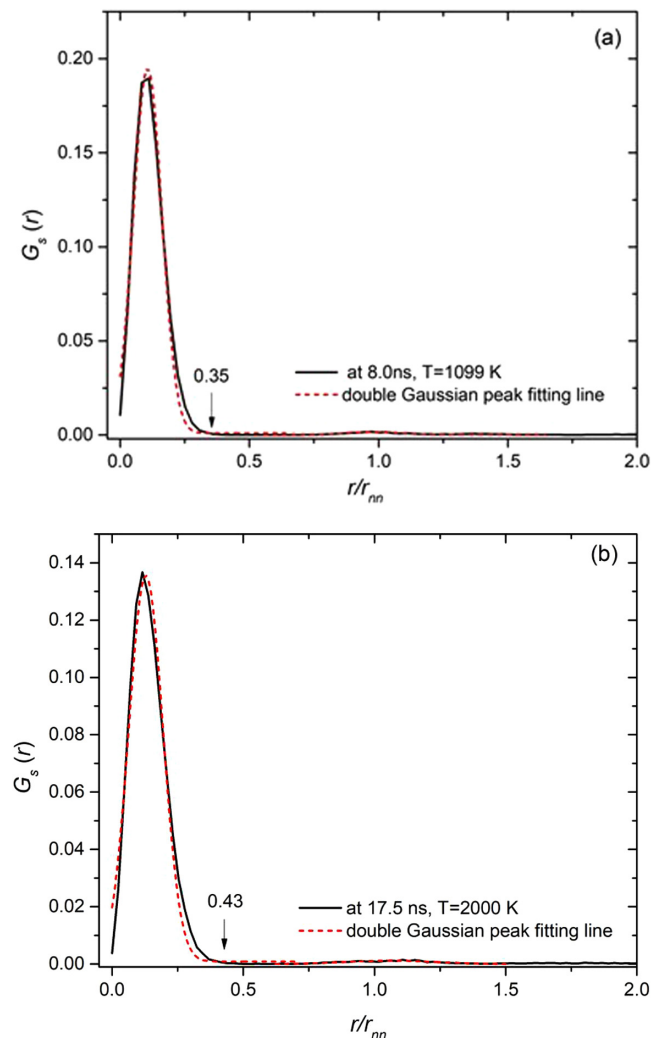 (a)
0.20
0.15
0.10
0.05
0.00
G_s (r)
0.35
at 8.0ns, T=1099 K
double Gaussian peak fitting line
0.0 0.5 1.0 1.5 2.0
r/r_nn
(b)
0.14
0.12
0.10
0.08
0.06
0.04
0.02
0.00
G_s (r)
0.43
at 17.5 ns, T=2000 K
double Gaussian peak fitting line
0.0 0.5 1.0 1.5 2.0
r/r_nn